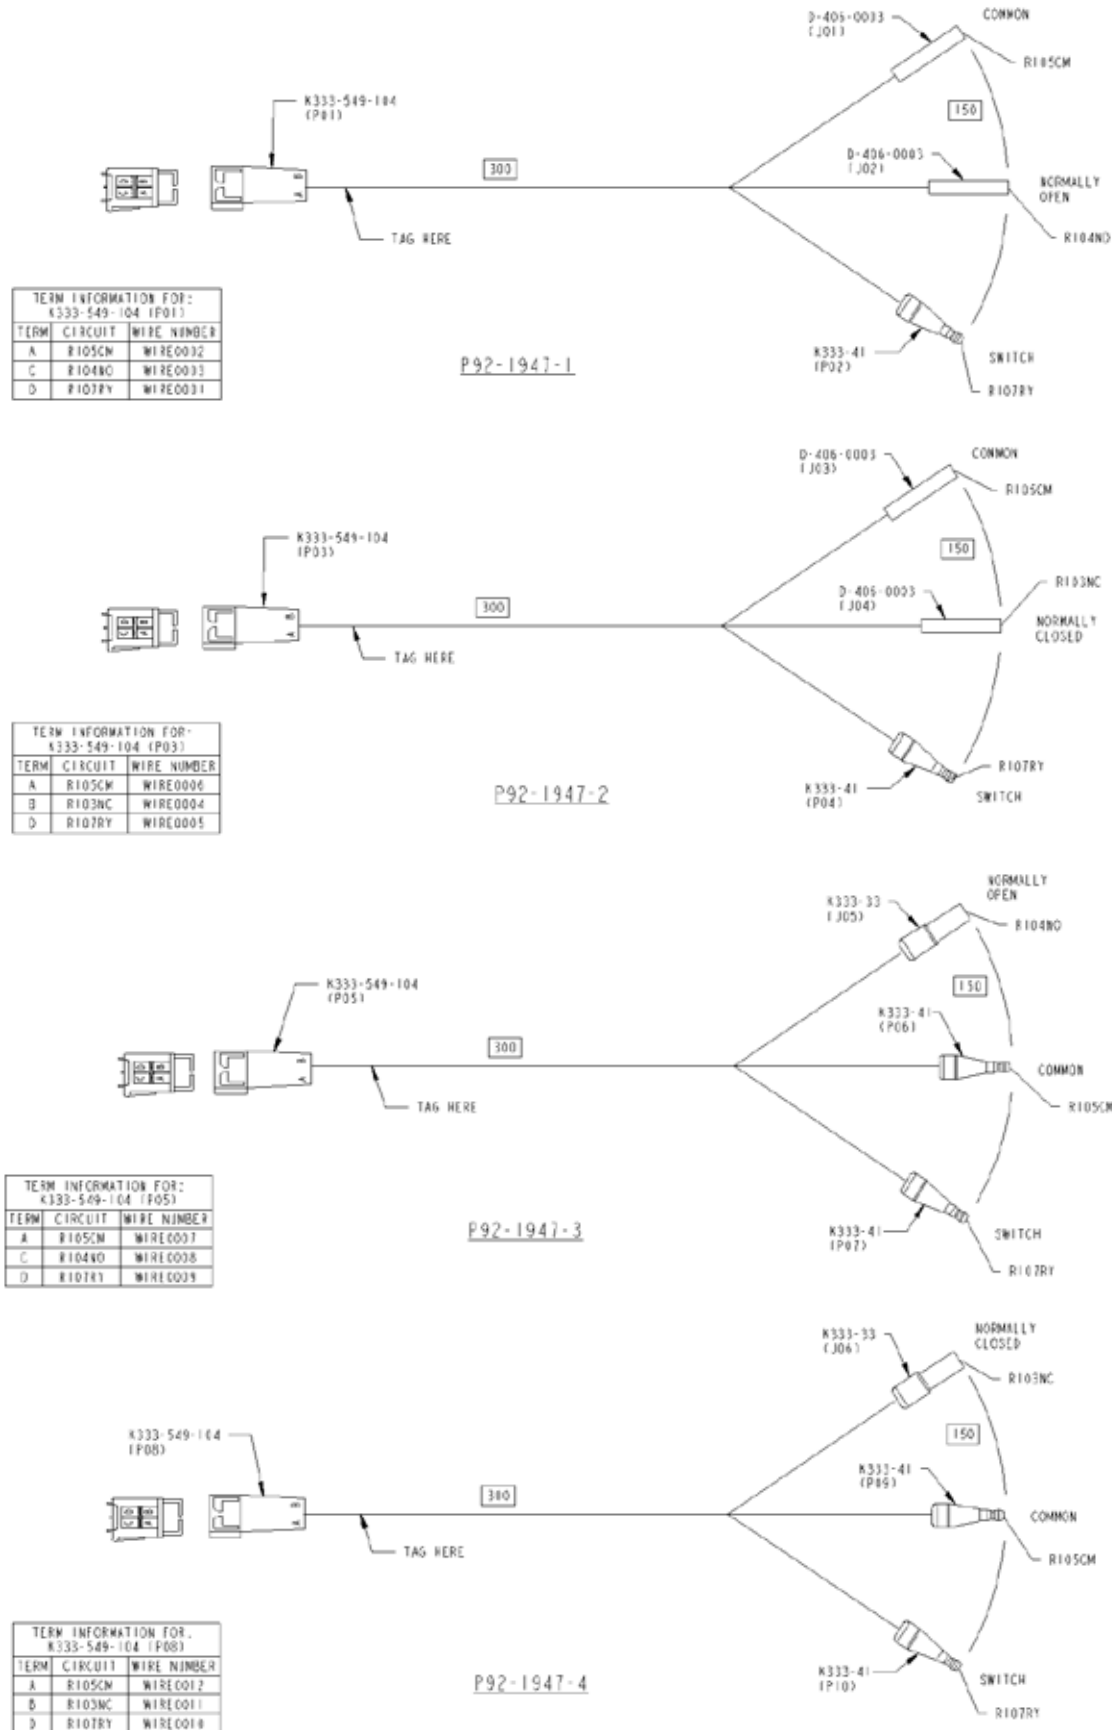 D-406-0003
(J01)
COMMON
R105CM
K333-549-104
(P01)
150
300
D-406-0003
(J02)
NORMALLY
OPEN
R104NO
TAG HERE
TERM INFORMATION FOR:
K333-549-104 (P01)
TERM CIRCUIT WIRE NUMBER
A R105CM WIRE0002
C R104NO WIRE0003
D R107RY WIRE0001
K333-41
(P02)
SWITCH
R107RY
P92-1947-1
D-406-0003
(J03)
COMMON
R105CM
K333-549-104
(P03)
150
300
D-406-0003
(J04)
R103NC
NORMALLY
CLOSED
TAG HERE
TERM INFORMATION FOR:
K333-549-104 (P03)
TERM CIRCUIT WIRE NUMBER
A R105CM WIRE0006
B R103NC WIRE0004
D R107RY WIRE0005
K333-41
(P04)
R107RY
SWITCH
P92-1947-2
K333-33
(J05)
NORMALLY
OPEN
R104NO
K333-549-104
(P05)
150
300
K333-41
(P06)
COMMON
R105CM
TAG HERE
TERM INFORMATION FOR:
K333-549-104 (P05)
TERM CIRCUIT WIRE NUMBER
A R105CM WIRE0007
C R104NO WIRE0008
D R107RY WIRE0009
K333-41
(P07)
SWITCH
R107RY
P92-1947-3
K333-33
(J06)
NORMALLY
CLOSED
R103NC
K333-549-104
(P08)
150
300
K333-41
(P09)
COMMON
R105CM
TAG HERE
TERM INFORMATION FOR:
K333-549-104 (P08)
TERM CIRCUIT WIRE NUMBER
A R105CM WIRE0012
B R103NC WIRE0011
D R107RY WIRE0010
K333-41
(P10)
SWITCH
R107RY
P92-1947-4